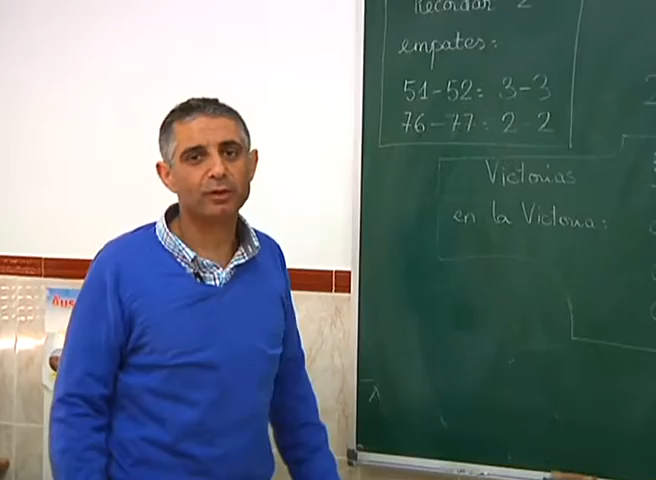 Recordar 2
empates:
51-52: 3-3
76-77: 2-2
Victorias
en la Victoria: